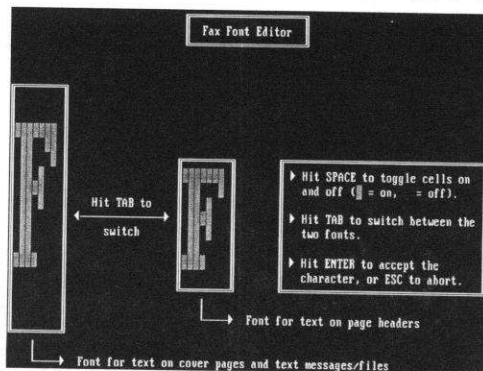 Fax Font Editor
Hit TAB to
switch
Hit SPACE to toggle cells on
and off (█ = on,   = off).
Hit TAB to switch between the
two fonts.
Hit ENTER to accept the
character, or ESC to abort.
Font for text on page headers
Font for text on cover pages and text messages/files